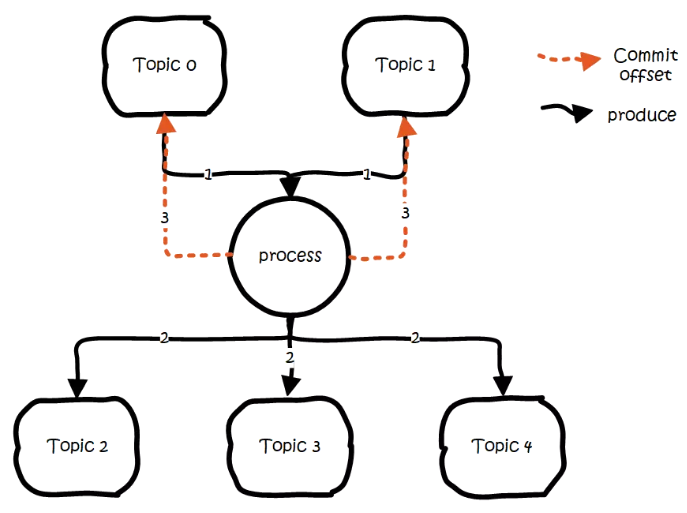 Topic 0
Topic 1
Commit
offset
produce
1
1
3
3
process
2
2
2
Topic 2
Topic 3
Topic 4